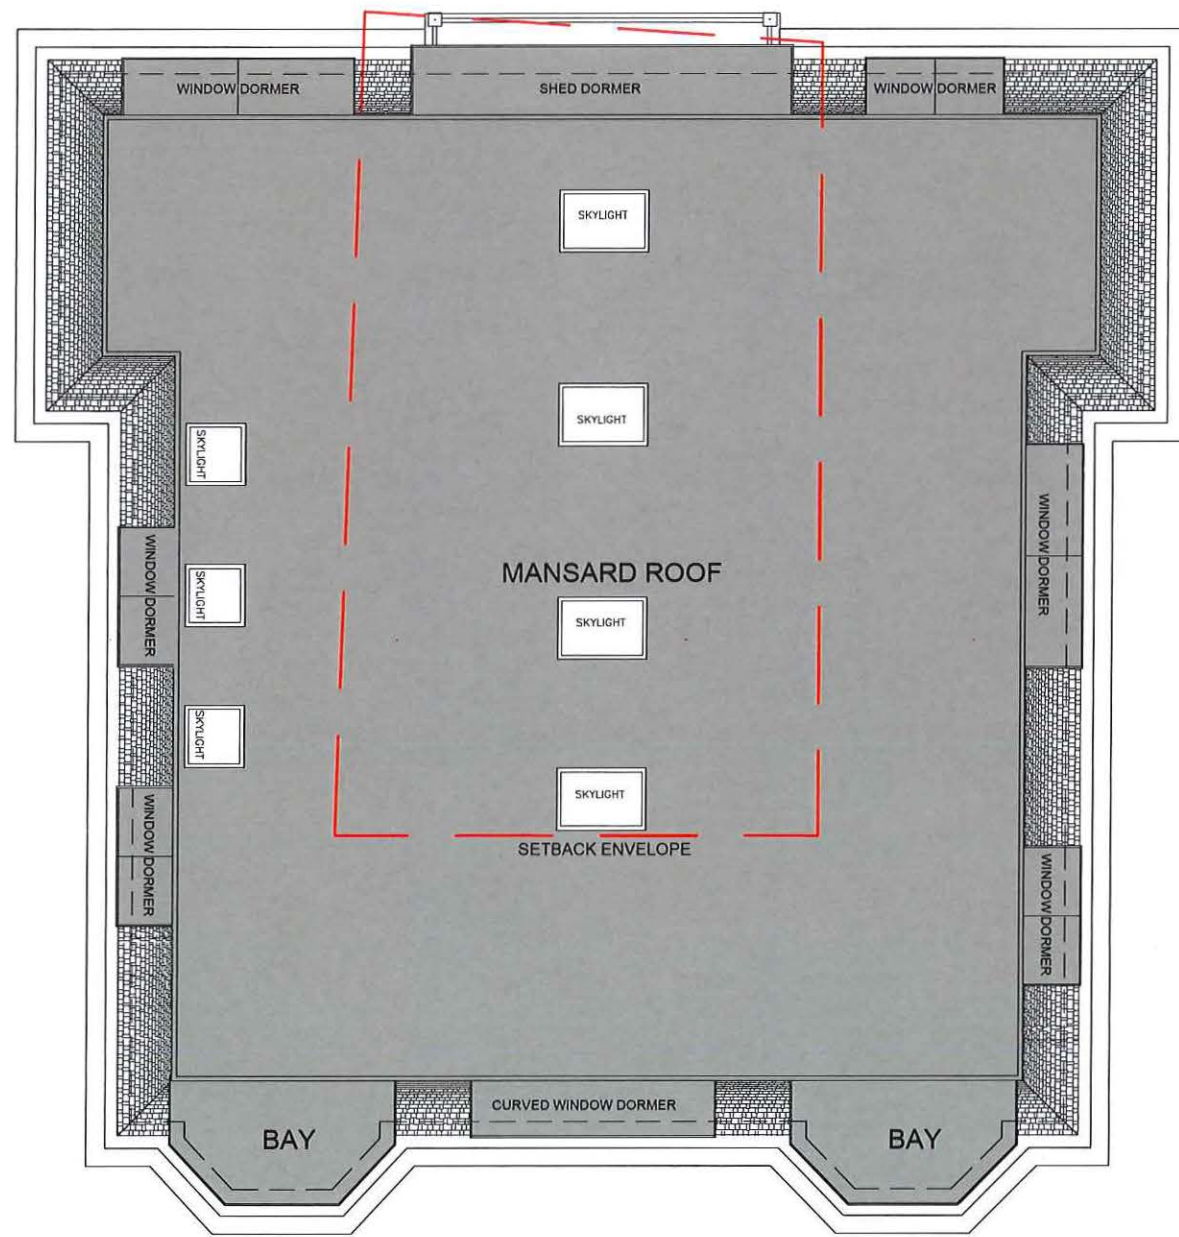 WINDOW DORMER
SHED DORMER
WINDOW DORMER
SKYLIGHT
SKYLIGHT
SKYLIGHT
WINDOW DORMER
WINDOW DORMER
MANSARD ROOF
SKYLIGHT
SKYLIGHT
SKYLIGHT
SKYLIGHT
WINDOW DORMER
SETBACK ENVELOPE
WINDOW DORMER
CURVED WINDOW DORMER
BAY
BAY